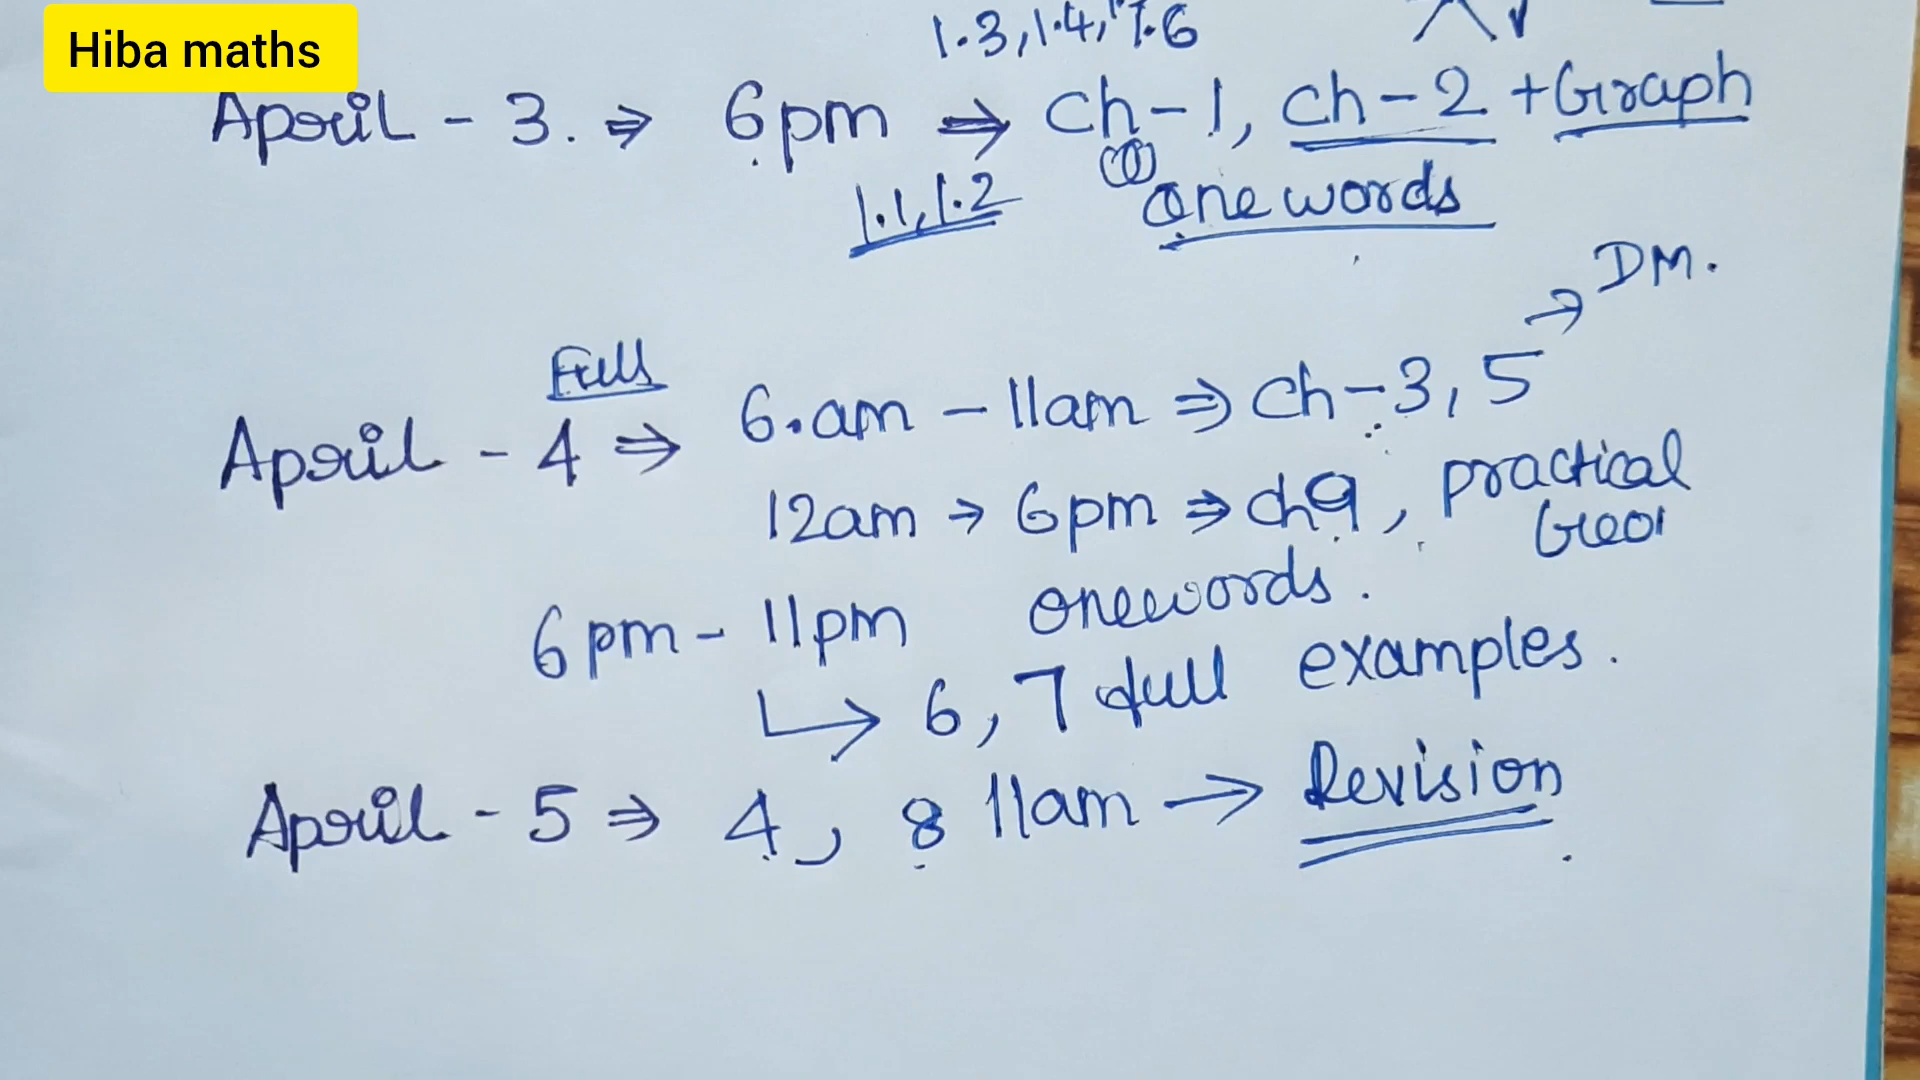 Hiba maths
1.3, 1.4, 1.6
April - 3. ⇒ 6pm ⇒ Ch-1, Ch-2 + Graph
1.1, 1.2 onewords
→ DM.
Full
April - 4 ⇒ 6.am - 11am ⇒ Ch-3, 5
12am → 6pm ⇒ Ch9, practical
Geo
6pm - 11pm onewords.
↳ 6, 7 full examples.
April - 5 ⇒ 4, 8 11am → Revision